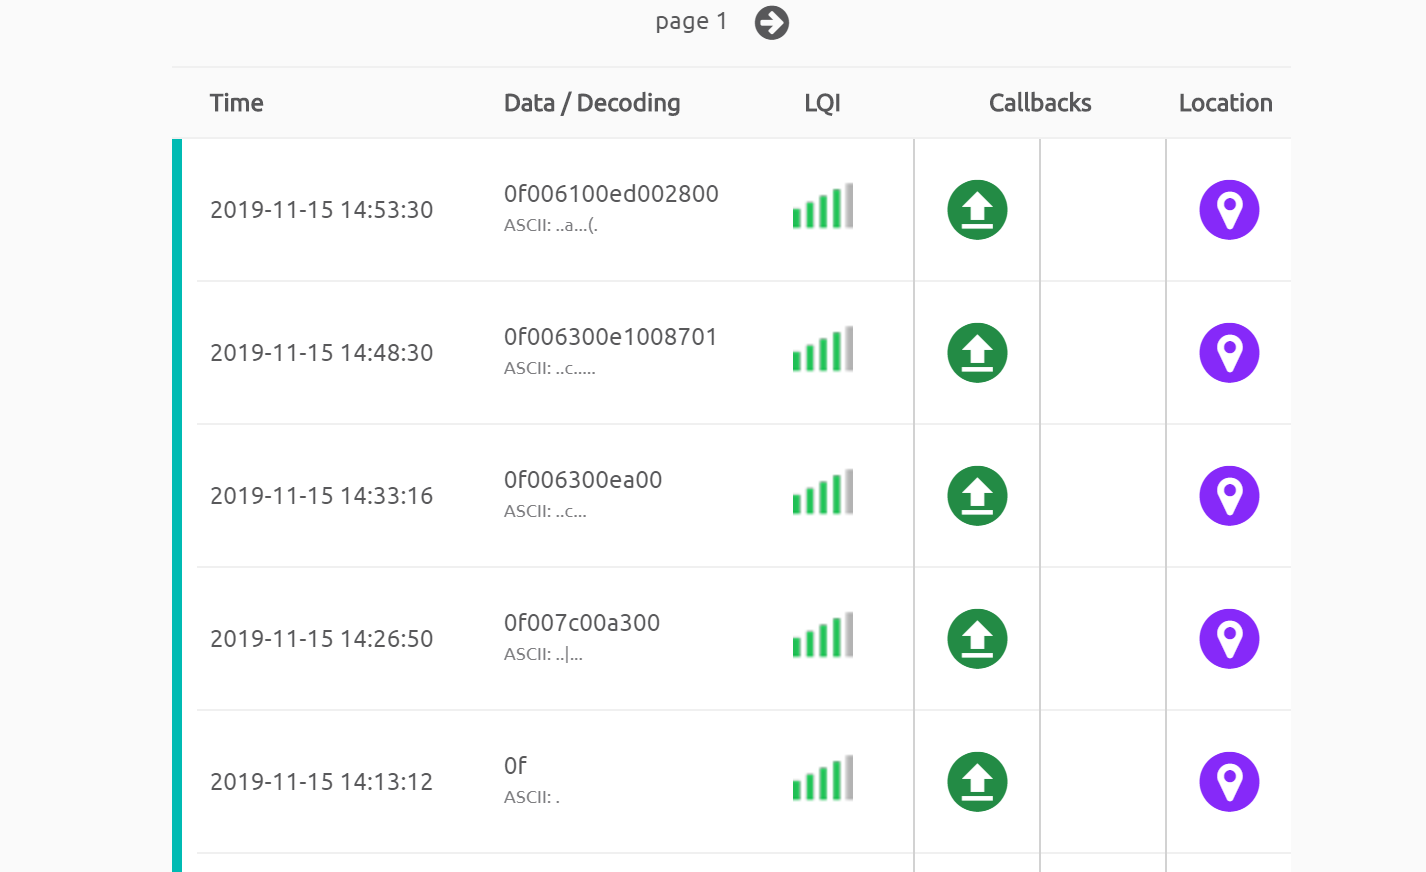 page 1
Time Data / Decoding LQI Callbacks Location
2019-11-15 14:53:30 0f006100ed002800
ASCII: ..a...(.
2019-11-15 14:48:30 0f006300e1008701
ASCII: ..c.....
2019-11-15 14:33:16 0f006300ea00
ASCII: ..c...
2019-11-15 14:26:50 0f007c00a300
ASCII: ..|...
2019-11-15 14:13:12 0f
ASCII: .